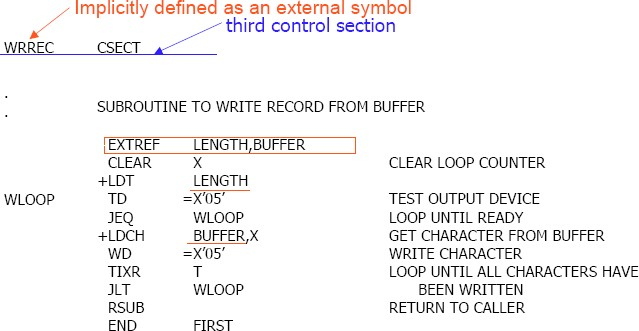 Implicitly defined as an external symbol
third control section
WRREC CSECT
.
. SUBROUTINE TO WRITE RECORD FROM BUFFER
EXTREF LENGTH,BUFFER
CLEAR X CLEAR LOOP COUNTER
+LDT LENGTH
WLOOP TD =X'05' TEST OUTPUT DEVICE
JEQ WLOOP LOOP UNTIL READY
+LDCH BUFFER,X GET CHARACTER FROM BUFFER
WD =X'05' WRITE CHARACTER
TIXR T LOOP UNTIL ALL CHARACTERS HAVE
JLT WLOOP BEEN WRITTEN
RSUB RETURN TO CALLER
END FIRST